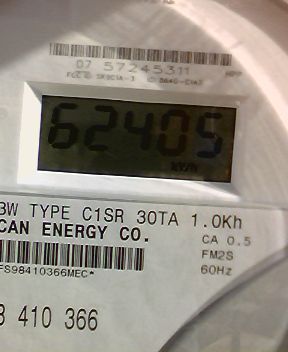 07 57245311
62405
kWh
3W TYPE C1SR 30TA 1.0Kh
CAN ENERGY CO.
CA 0.5
FM2S
60Hz
FS98410366MEC*
8 410 366